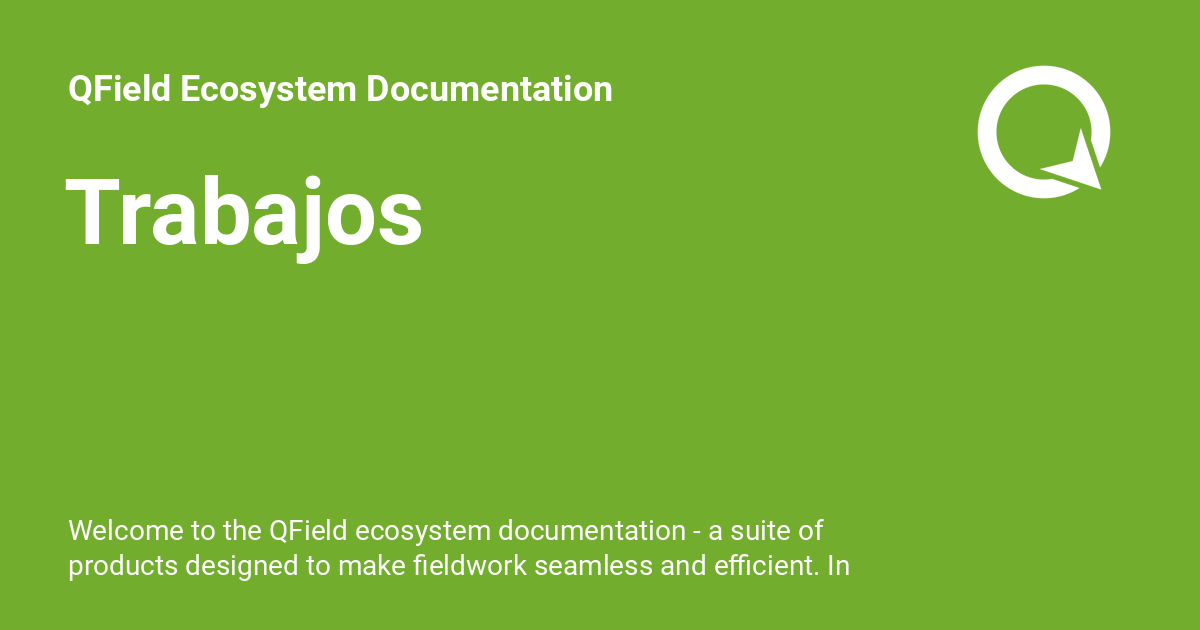 QField Ecosystem Documentation
Trabajos
Welcome to the QField ecosystem documentation - a suite of
products designed to make fieldwork seamless and efficient. In